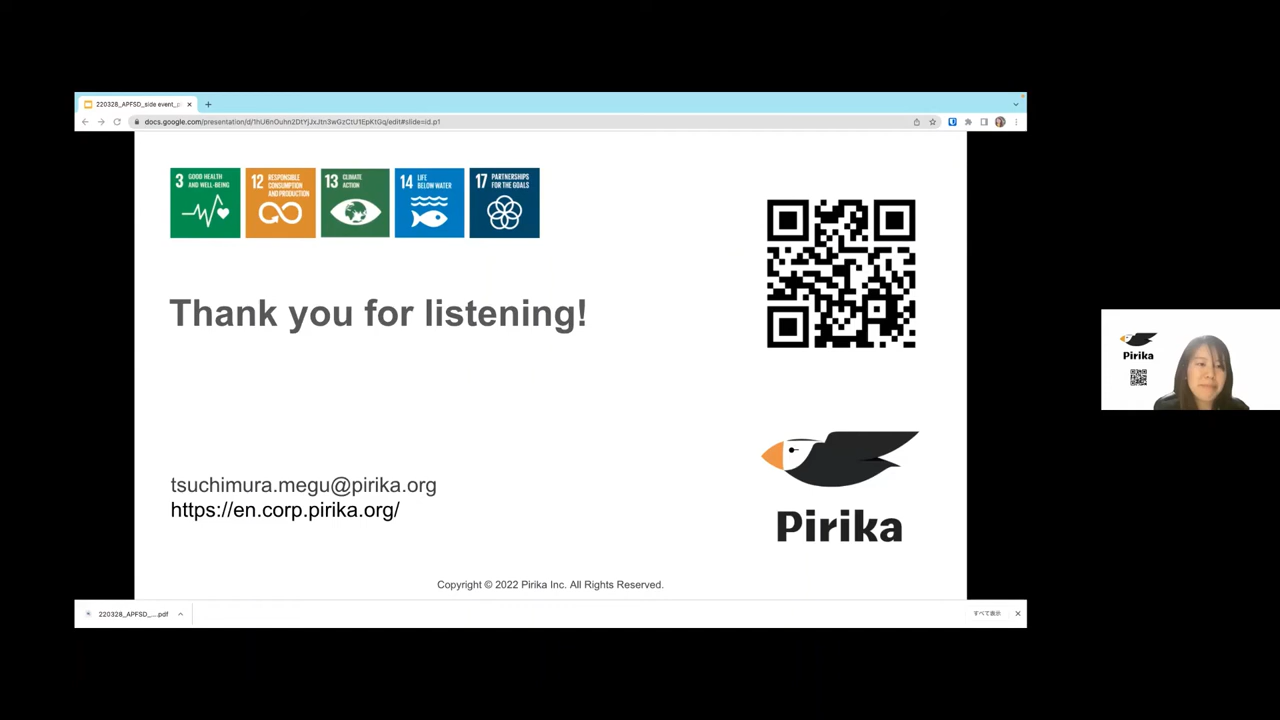 220328_APFSD_side event_p
docs.google.com/presentation/d/1hU6nOuhn2DtYjJxJtn3wGzCtU1EpKtGq/edit#slide=id.p1
3 GOOD HEALTH
AND WELL-BEING
12 RESPONSIBLE
CONSUMPTION
AND PRODUCTION
13 CLIMATE
ACTION
14 LIFE
BELOW WATER
17 PARTNERSHIPS
FOR THE GOALS
Thank you for listening!
Pirika
tsuchimura.megu@pirika.org
https://en.corp.pirika.org/
Pirika
Copyright © 2022 Pirika Inc. All Rights Reserved.
220328_APFSD_....pdf
すべて表示